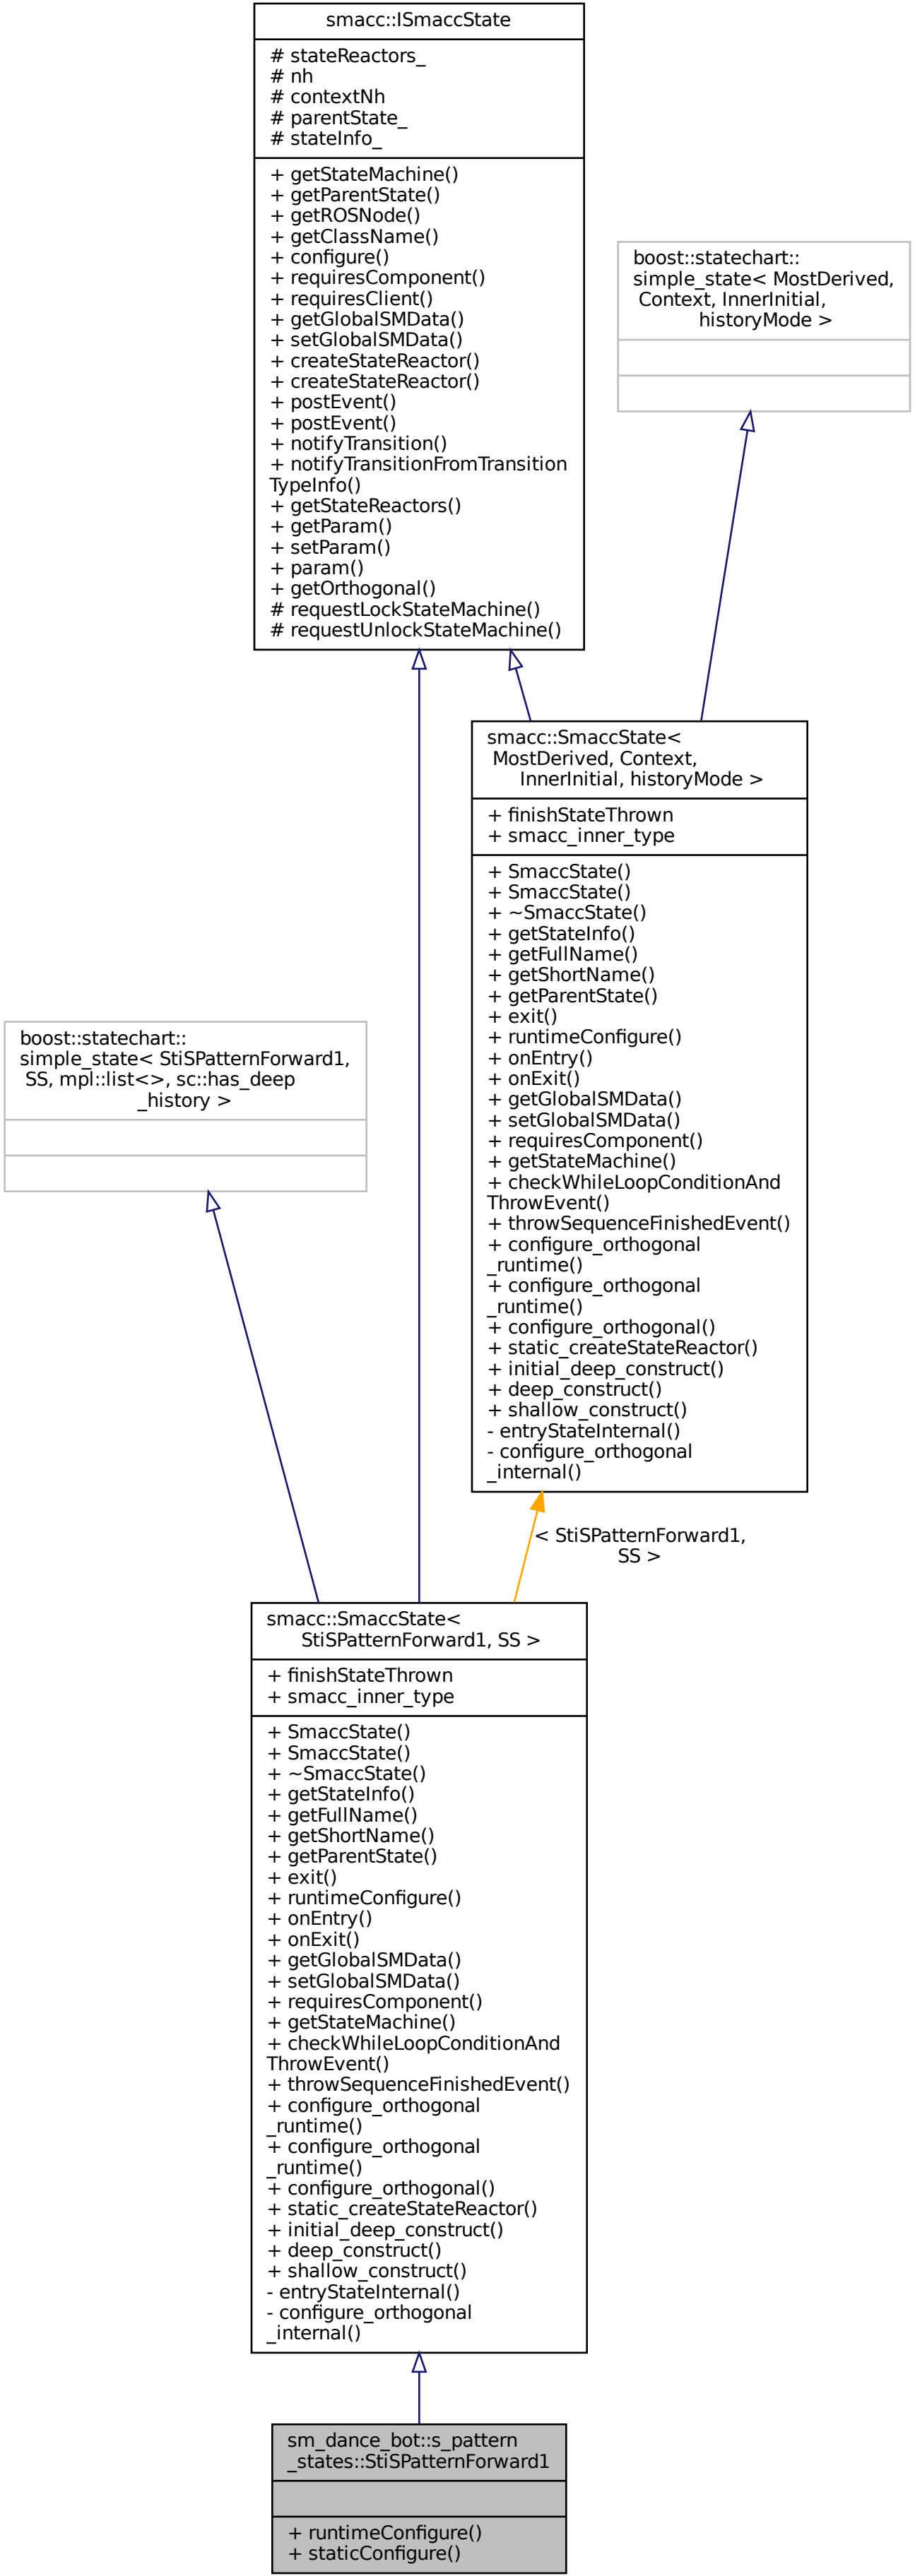 smacc::ISmaccState
# stateReactors_
# nh
# contextNh
# parentState_
# stateInfo_
+ getStateMachine()
+ getParentState()
+ getROSNode()
+ getClassName()
+ configure()
+ requiresComponent()
+ requiresClient()
+ getGlobalSMData()
+ setGlobalSMData()
+ createStateReactor()
+ createStateReactor()
+ postEvent()
+ postEvent()
+ notifyTransition()
+ notifyTransitionFromTransition
TypeInfo()
+ getStateReactors()
+ getParam()
+ setParam()
+ param()
+ getOrthogonal()
# requestLockStateMachine()
# requestUnlockStateMachine()
boost::statechart::
simple_state< MostDerived,
Context, InnerInitial,
historyMode >
smacc::SmaccState<
MostDerived, Context,
InnerInitial, historyMode >
+ finishStateThrown
+ smacc_inner_type
+ SmaccState()
+ SmaccState()
+ ~SmaccState()
+ getStateInfo()
+ getFullName()
+ getShortName()
+ getParentState()
+ exit()
+ runtimeConfigure()
+ onEntry()
+ onExit()
+ getGlobalSMData()
+ setGlobalSMData()
+ requiresComponent()
+ getStateMachine()
+ checkWhileLoopConditionAnd
ThrowEvent()
+ throwSequenceFinishedEvent()
+ configure_orthogonal
_runtime()
+ configure_orthogonal
_runtime()
+ configure_orthogonal()
+ static_createStateReactor()
+ initial_deep_construct()
+ deep_construct()
+ shallow_construct()
- entryStateInternal()
- configure_orthogonal
_internal()
boost::statechart::
simple_state< StiSPatternForward1,
SS, mpl::list<>, sc::has_deep
_history >
< StiSPatternForward1,
SS >
smacc::SmaccState<
StiSPatternForward1, SS >
+ finishStateThrown
+ smacc_inner_type
+ SmaccState()
+ SmaccState()
+ ~SmaccState()
+ getStateInfo()
+ getFullName()
+ getShortName()
+ getParentState()
+ exit()
+ runtimeConfigure()
+ onEntry()
+ onExit()
+ getGlobalSMData()
+ setGlobalSMData()
+ requiresComponent()
+ getStateMachine()
+ checkWhileLoopConditionAnd
ThrowEvent()
+ throwSequenceFinishedEvent()
+ configure_orthogonal
_runtime()
+ configure_orthogonal
_runtime()
+ configure_orthogonal()
+ static_createStateReactor()
+ initial_deep_construct()
+ deep_construct()
+ shallow_construct()
- entryStateInternal()
- configure_orthogonal
_internal()
sm_dance_bot::s_pattern
_states::StiSPatternForward1
+ runtimeConfigure()
+ staticConfigure()